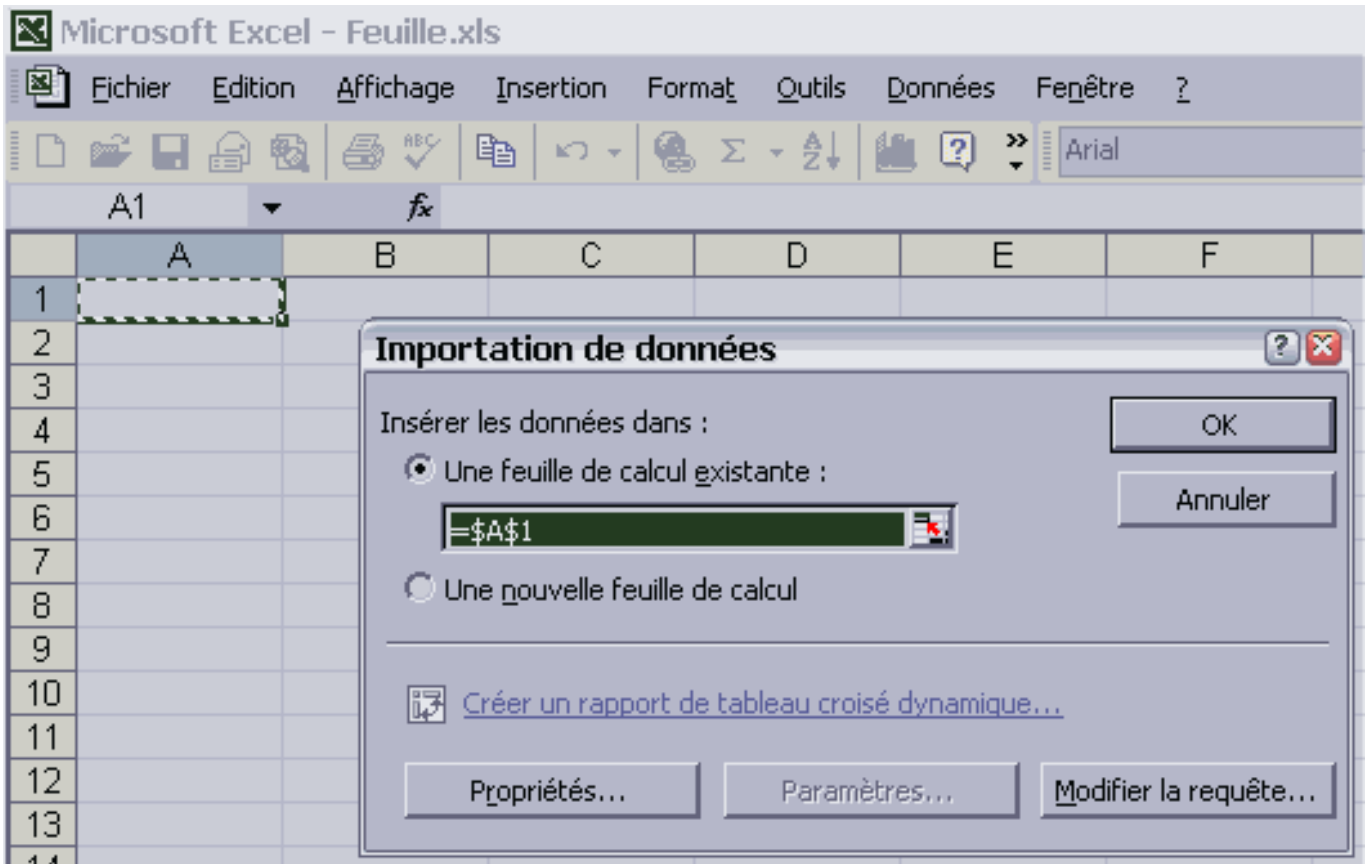 Microsoft Excel - Feuille.xls
Fichier Edition Affichage Insertion Format Outils Données Fenêtre ?
ABC Σ A Z ? » Arial
A1 fx
A B C D E F
1
2
Importation de données ?
3
Insérer les données dans :
OK
4
5
Une feuille de calcul existante :
Annuler
6
=$A$1
7
8
Une nouvelle feuille de calcul
9
10
Créer un rapport de tableau croisé dynamique...
11
12
Propriétés... Paramètres... Modifier la requête...
13
14